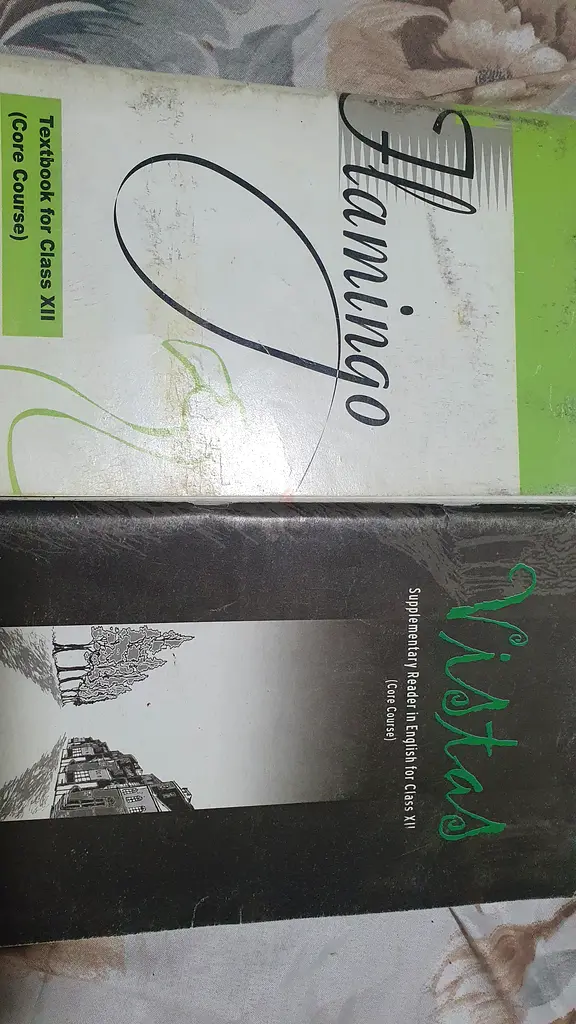 Flamingo
Textbook for Class XII
(Core Course)
Vistas
Supplementary Reader in English for Class XII
(Core Course)